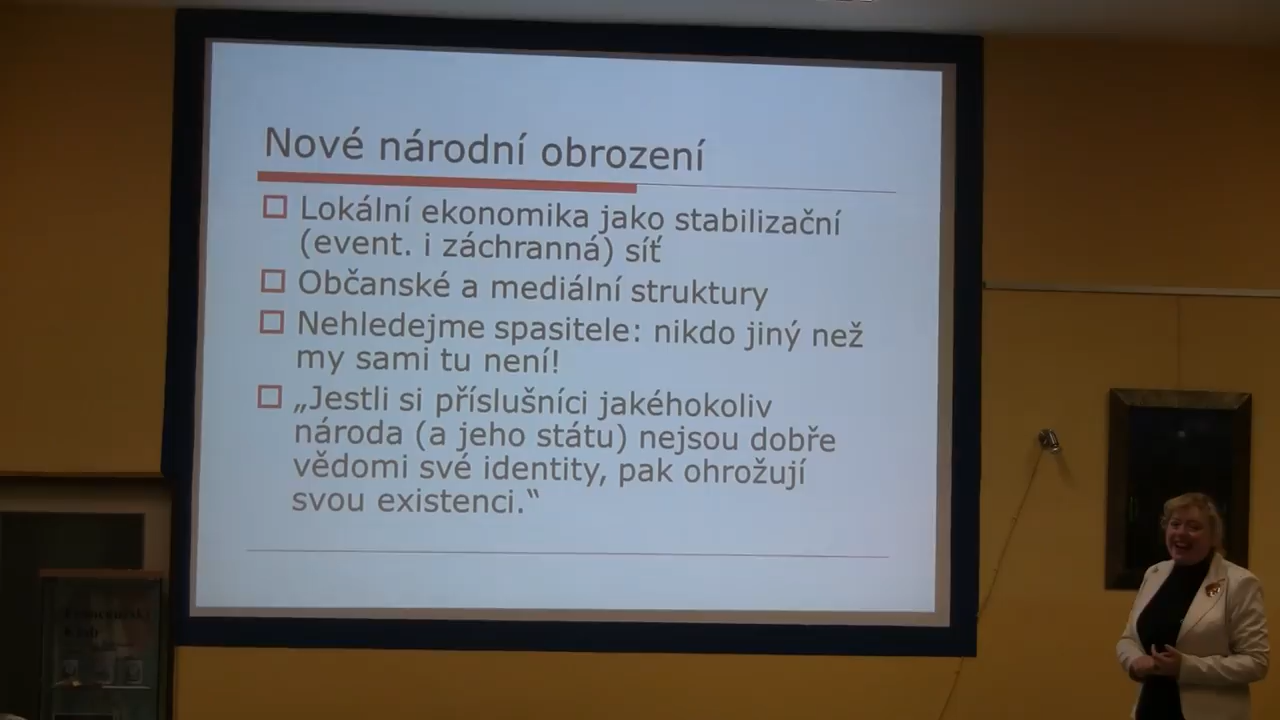 Nové národní obrození
Lokální ekonomika jako stabilizační
(event. i záchranná) síť
Občanské a mediální struktury
Nehledejme spasitele: nikdo jiný než
my sami tu není!
„Jestli si příslušníci jakéhokoliv
národa (a jeho státu) nejsou dobře
vědomi své identity, pak ohrožují
svou existenci.“